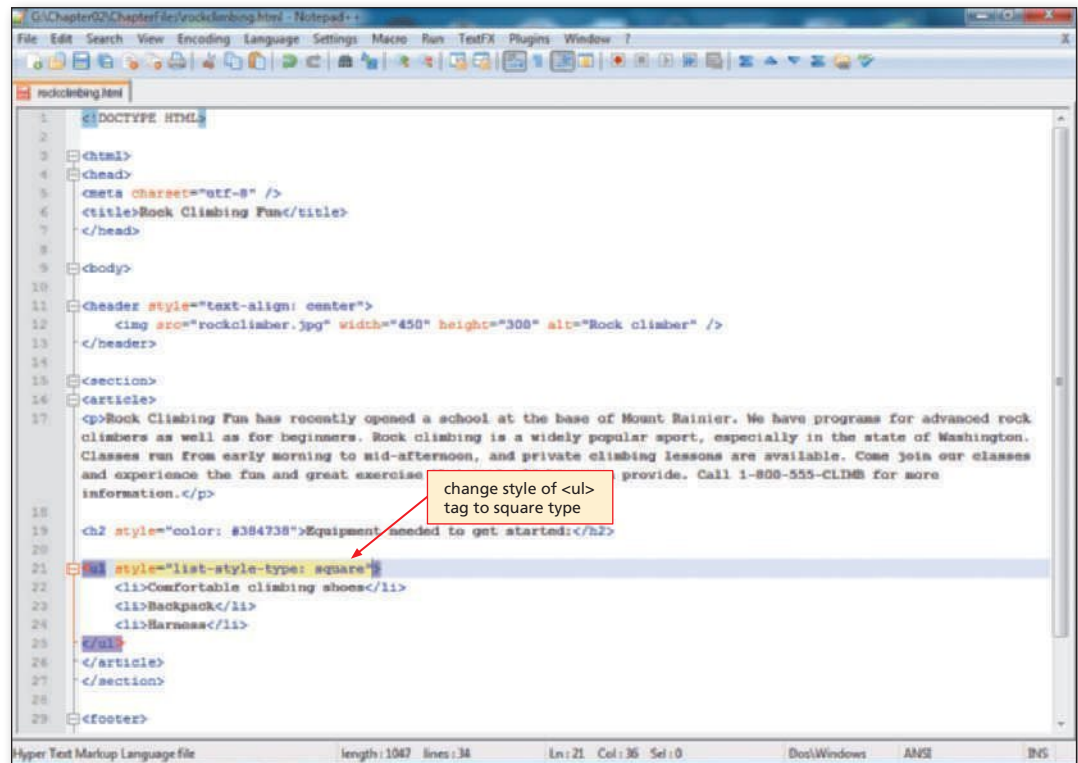 G:\Chapter02\ChapterFiles\rockclimbing.html - Notepad++
File Edit Search View Encoding Language Settings Macro Run TextFX Plugins Window ? X
rockclimbing.html
1 <!DOCTYPE HTML>
2
3 <html>
4 <head>
5 <meta charset="utf-8" />
6 <title>Rock Climbing Fun</title>
7 </head>
8
9 <body>
10
11 <header style="text-align: center">
12 <img src="rockclimber.jpg" width="450" height="300" alt="Rock climber" />
13 </header>
14
15 <section>
16 <article>
17 <p>Rock Climbing Fun has recently opened a school at the base of Mount Rainier. We have programs for advanced rock
climbers as well as for beginners. Rock climbing is a widely popular sport, especially in the state of Washington.
Classes run from early morning to mid-afternoon, and private climbing lessons are available. Come join our classes
and experience the fun and great exercise provide. Call 1-800-555-CLIMB for more
information.</p>
change style of <ul>
tag to square type
18
19 <h2 style="color: #384738">Equipment needed to get started:</h2>
20
21 <ul style="list-style-type: square">
22 <li>Comfortable climbing shoes</li>
23 <li>Backpack</li>
24 <li>Harness</li>
25 </ul>
26 </article>
27 </section>
28
29 <footer>
Hyper Text Markup Language file length : 1047 lines : 34 Ln : 21 Col : 36 Sel : 0 Dos\Windows ANSI INS